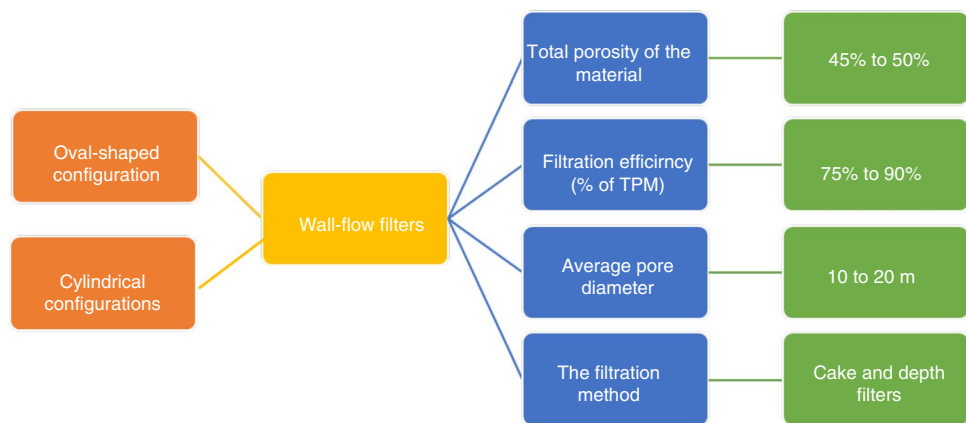 Oval-shaped
configuration
Cylindrical
configurations
Wall-flow filters
Total porosity of the
material
45% to 50%
Filtration efficirncy
(% of TPM)
75% to 90%
Average pore
diameter
10 to 20 m
The filtration
method
Cake and depth
filters